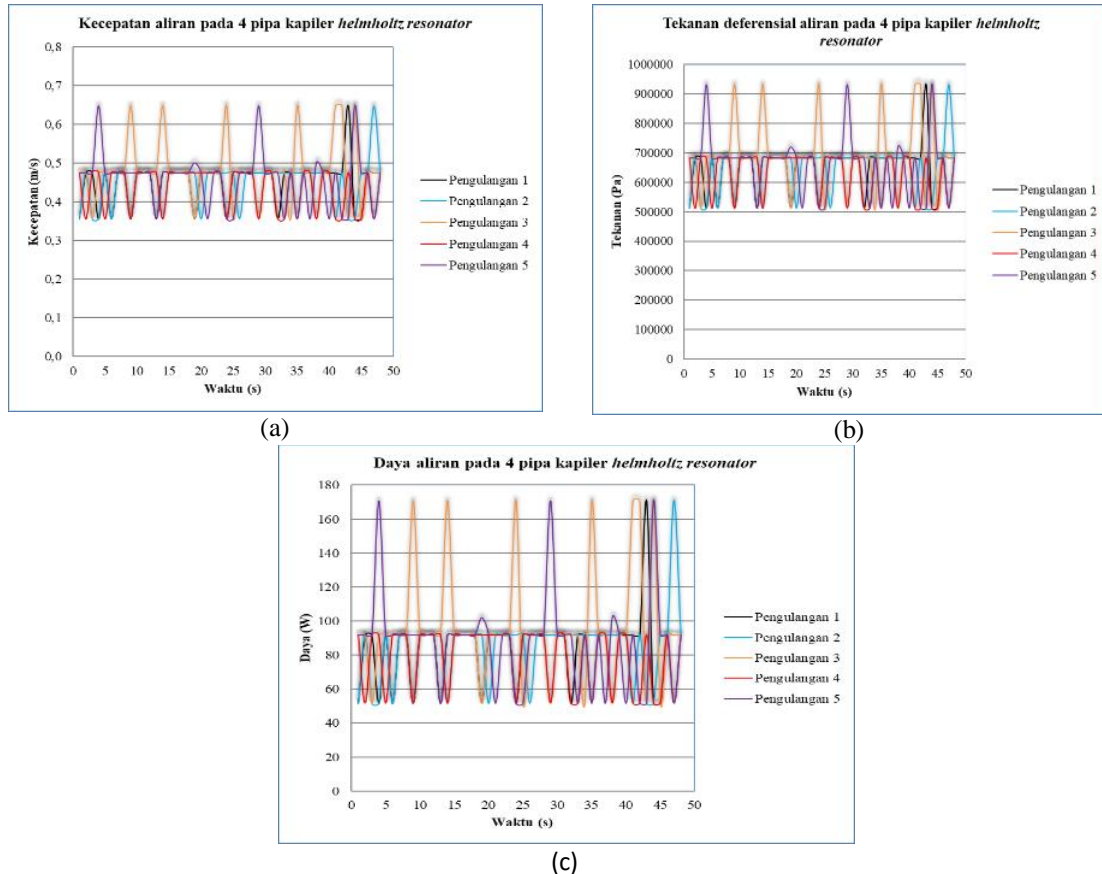 Kecepatan aliran pada 4 pipa kapiler helmholtz resonator
0,8
0,7
0,6
0,5
0,4
0,3
0,2
0,1
0,0
Kecepatan (m/s)
0 5 10 15 20 25 30 35 40 45 50
Waktu (s)
Pengulangan 1
Pengulangan 2
Pengulangan 3
Pengulangan 4
Pengulangan 5
(a)
Tekanan deferensial aliran pada 4 pipa kapiler helmholtz
resonator
1000000
900000
800000
700000
600000
500000
400000
300000
200000
100000
0
Tekanan (Pa)
0 5 10 15 20 25 30 35 40 45 50
Waktu (s)
Pengulangan 1
Pengulangan 2
Pengulangan 3
Pengulangan 4
Pengulangan 5
(b)
Daya aliran pada 4 pipa kapiler helmholtz resonator
180
160
140
120
100
80
60
40
20
0
Daya (W)
0 5 10 15 20 25 30 35 40 45 50
Waktu (s)
Pengulangan 1
Pengulangan 2
Pengulangan 3
Pengulangan 4
Pengulangan 5
(c)